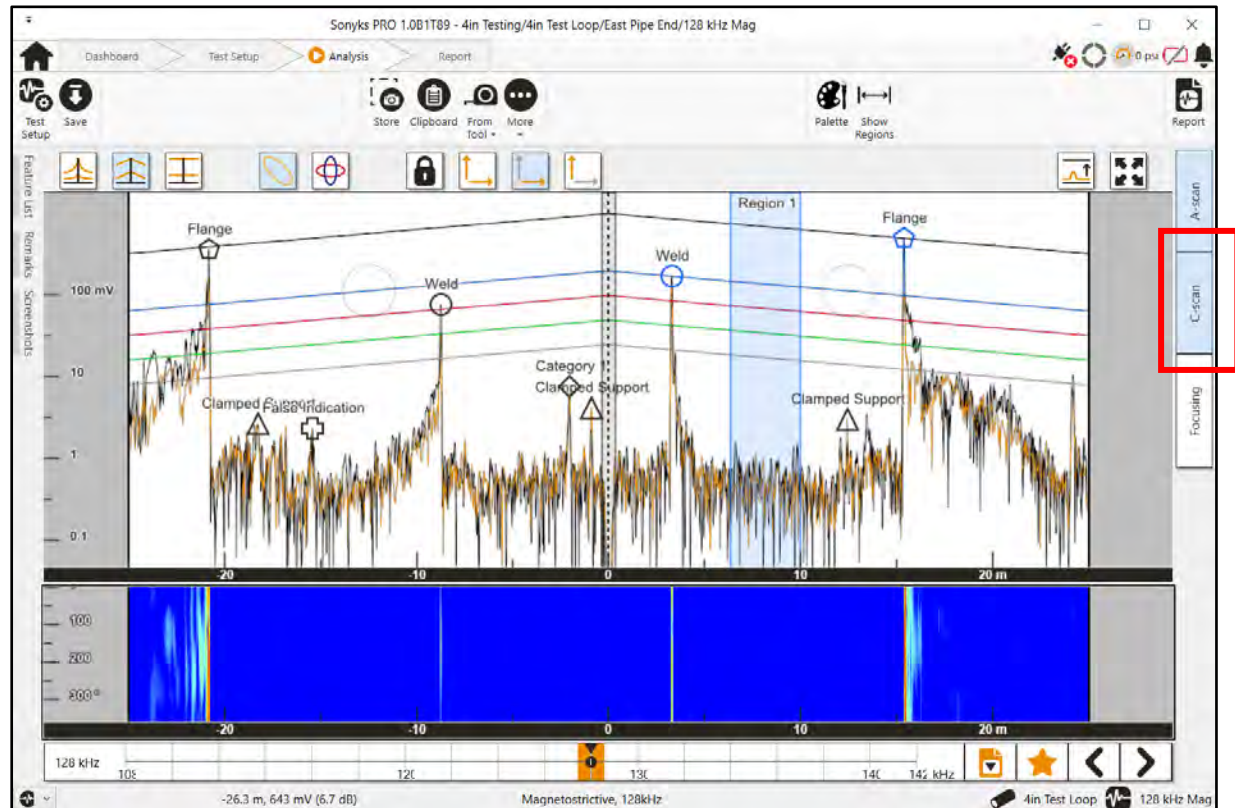 Sonyks PRO 1.0B1T89 - 4in Testing/4in Test Loop/East Pipe End/128 kHz Mag
Dashboard Test Setup Analysis Report
0 psi
Test Setup
Save
Store
Clipboard
From Tool
More
Palette
Show Regions
Report
Feature List Remarks Screenshots
A-scan
C-scan
Focusing
Region 1
Flange
Flange
Weld
Weld
100 mV
Category 1
10
Clamped Support
Clamped Support
False Indication
Clamped Support
1
0.1
-20 -10 0 10 20 m
100
200
300°
-20 -10 0 10 20 m
128 kHz
kHz
-26.3 m, 643 mV (6.7 dB) Magnetostrictive, 128kHz 4in Test Loop 128 kHz Mag